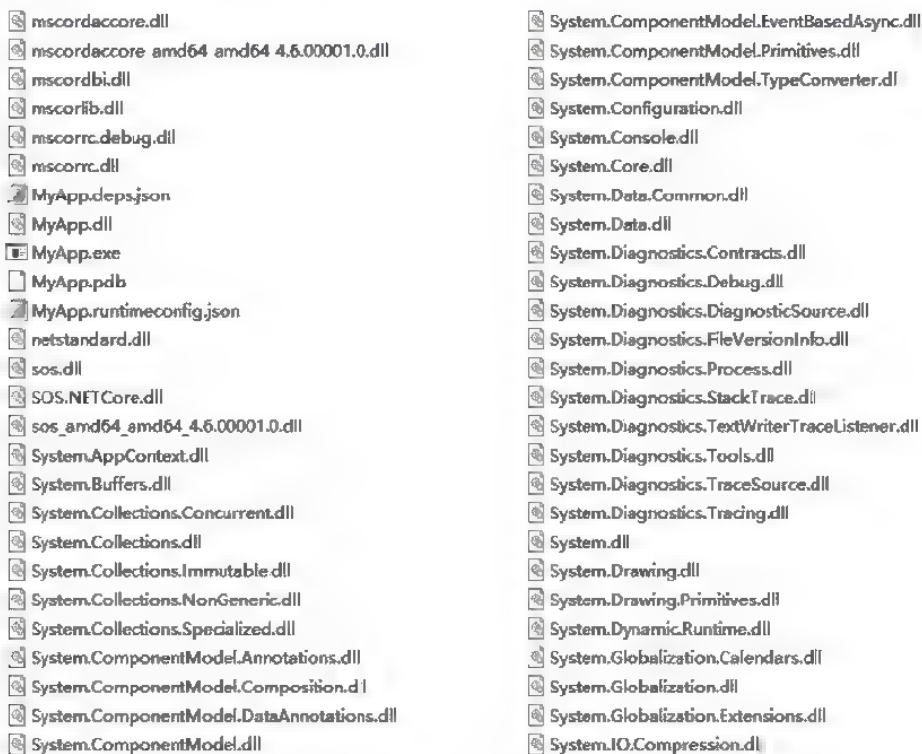 mscordaccore.dll
mscordaccore_amd64_amd64_4.6.00001.0.dll
mscordbi.dll
mscorlib.dll
mscorrc.debug.dll
mscorrc.dll
MyApp.deps.json
MyApp.dll
MyApp.exe
MyApp.pdb
MyApp.runtimeconfig.json
netstandard.dll
sos.dll
SOS.NETCore.dll
sos_amd64_amd64_4.6.00001.0.dll
System.AppContext.dll
System.Buffers.dll
System.Collections.Concurrent.dll
System.Collections.dll
System.Collections.Immutable.dll
System.Collections.NonGeneric.dll
System.Collections.Specialized.dll
System.ComponentModel.Annotations.dll
System.ComponentModel.Composition.dll
System.ComponentModel.DataAnnotations.dll
System.ComponentModel.dll
System.ComponentModel.EventBasedAsync.dll
System.ComponentModel.Primitives.dll
System.ComponentModel.TypeConverter.dl
System.Configuration.dll
System.Console.dll
System.Core.dll
System.Data.Common.dll
System.Data.dll
System.Diagnostics.Contracts.dll
System.Diagnostics.Debug.dll
System.Diagnostics.DiagnosticSource.dll
System.Diagnostics.FileVersionInfo.dll
System.Diagnostics.Process.dll
System.Diagnostics.StackTrace.dll
System.Diagnostics.TextWriterTraceListener.dll
System.Diagnostics.Tools.dll
System.Diagnostics.TraceSource.dll
System.Diagnostics.Tracing.dll
System.dll
System.Drawing.dll
System.Drawing.Primitives.dll
System.Dynamic.Runtime.dll
System.Globalization.Calendars.dll
System.Globalization.dll
System.Globalization.Extensions.dll
System.IO.Compression.dl